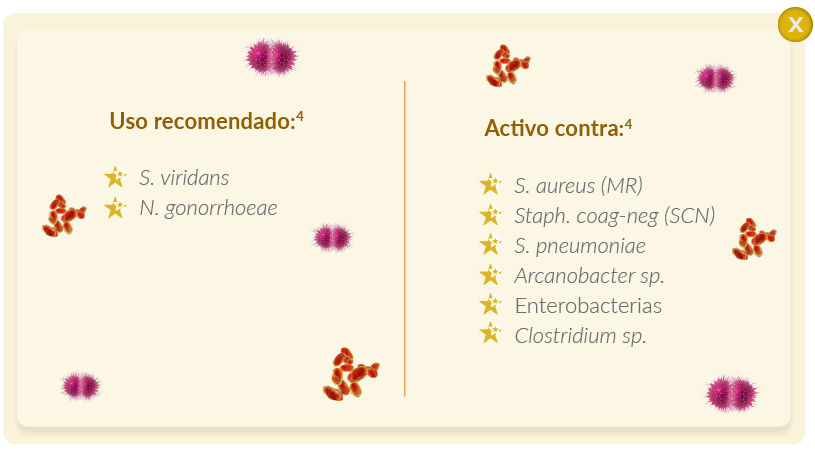 X
Uso recomendado:⁴
S. viridans
N. gonorrhoeae
Activo contra:⁴
S. aureus (MR)
Staph. coag-neg (SCN)
S. pneumoniae
Arcanobacter sp.
Enterobacterias
Clostridium sp.